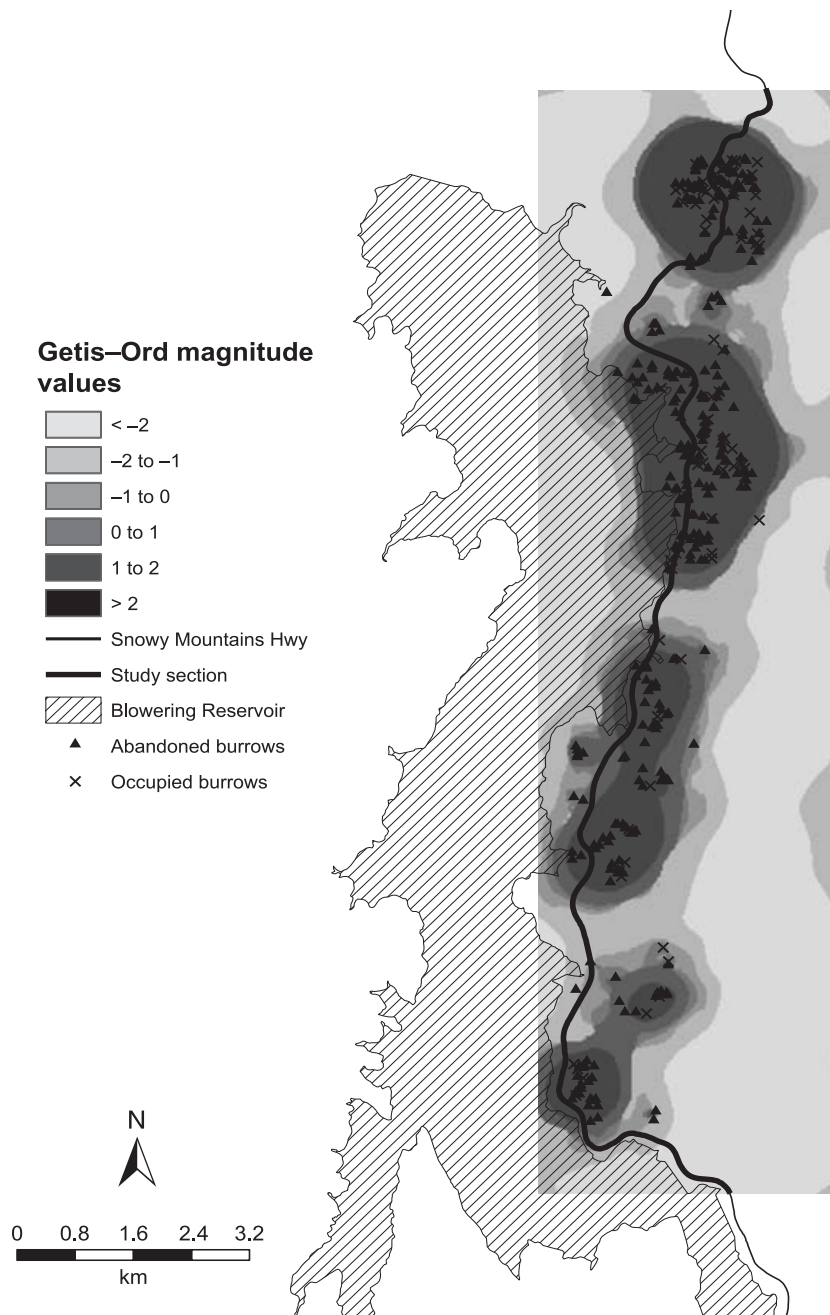 Getis–Ord magnitude
values
< –2
–2 to –1
–1 to 0
0 to 1
1 to 2
> 2
Snowy Mountains Hwy
Study section
Blowering Reservoir
Abandoned burrows
Occupied burrows
N
0 0.8 1.6 2.4 3.2
km